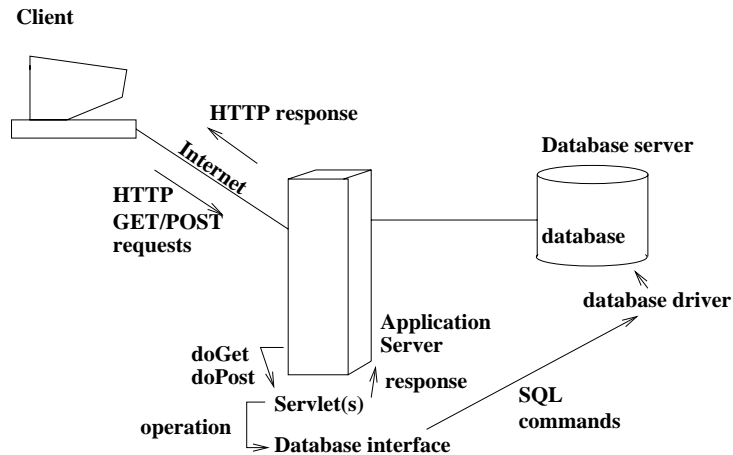 Client
HTTP response
Internet
HTTP
GET/POST
requests
Database server
database
database driver
Application
Server
doGet
doPost
response
Servlet(s)
SQL
commands
operation
Database interface